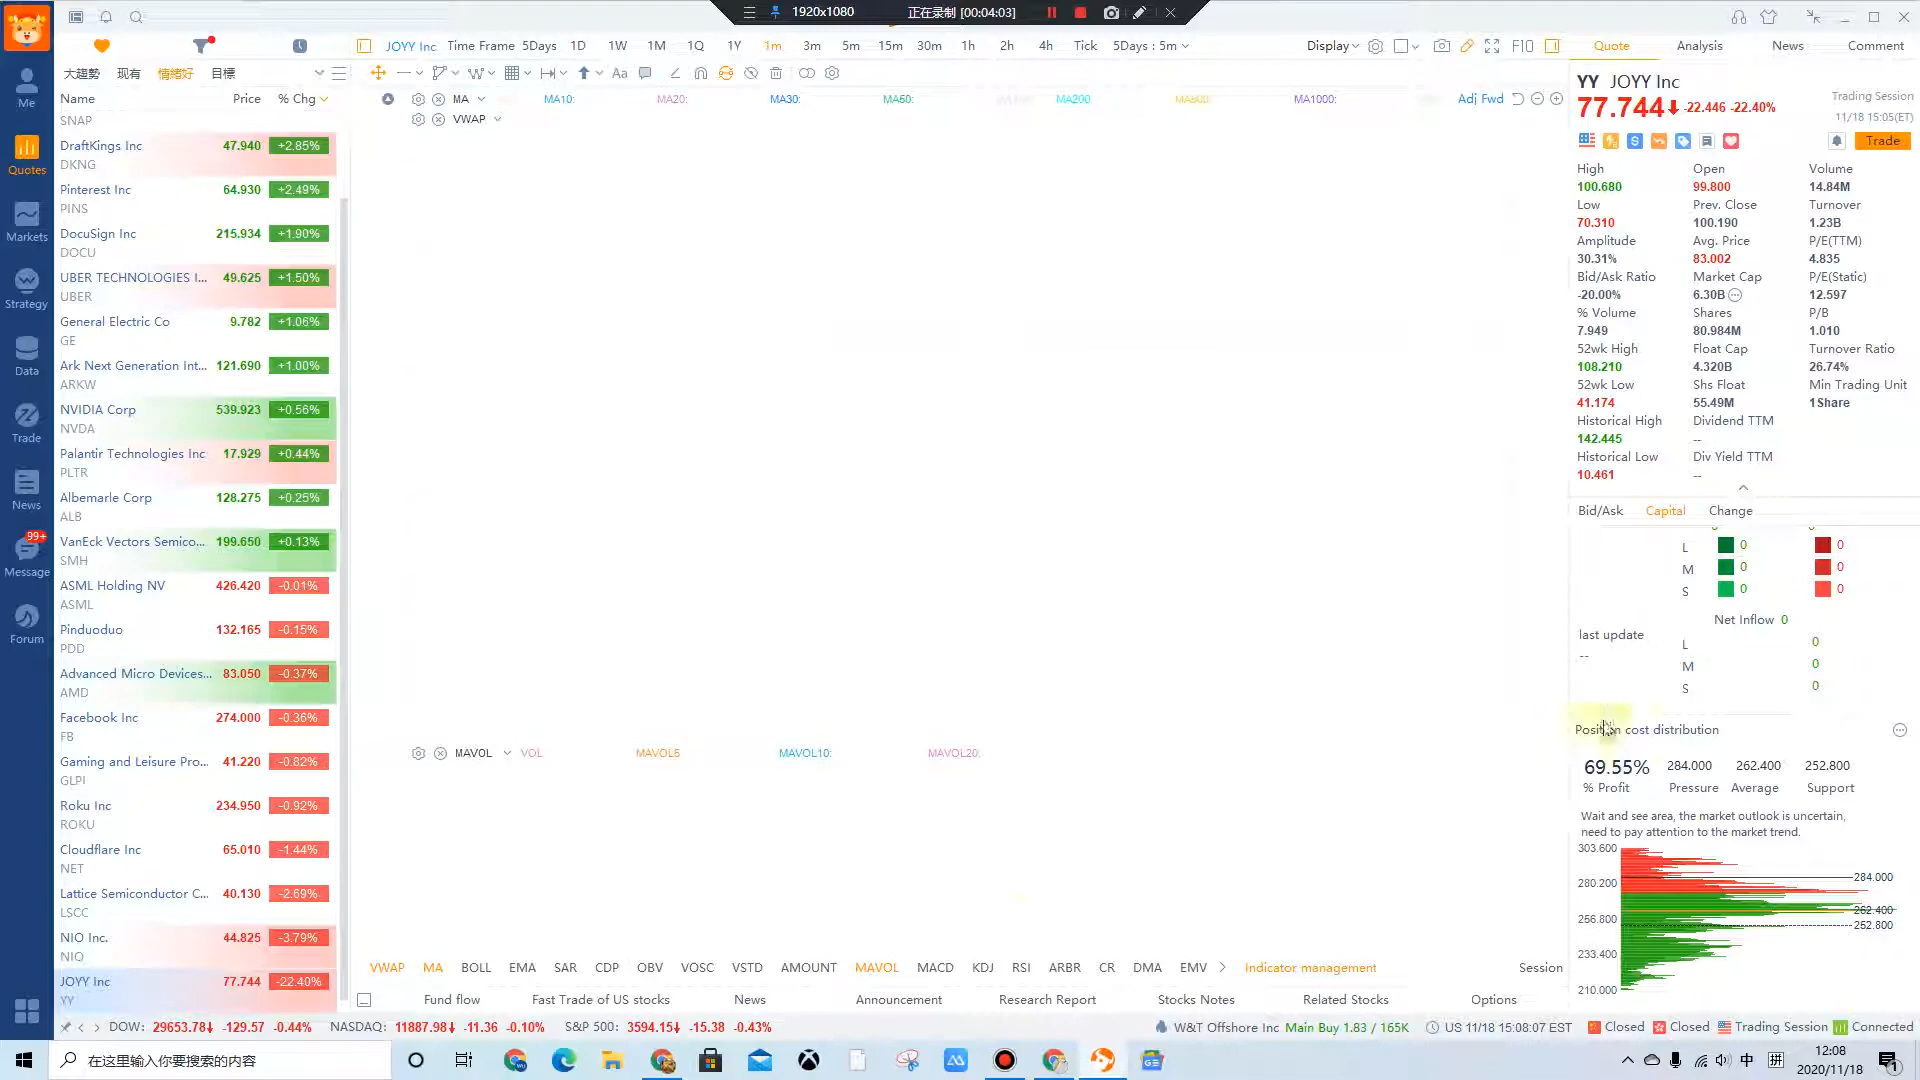 1920x1080 正在录制 [00:04:03]
JOYY Inc Time Frame 5Days 1D 1W 1M 1Q 1Y 1m 3m 5m 15m 30m 1h 2h 4h Tick 5Days : 5m Display F10 Quote Analysis News Comment
Me
Quotes
Markets
Strategy
Data
Trade
News
99+
Message
Forum
大趨勢 现有 情绪好 目標
Name Price % Chg
SNAP
DraftKings Inc 47.940 +2.85%
DKNG
Pinterest Inc 64.930 +2.49%
PINS
DocuSign Inc 215.934 +1.90%
DOCU
UBER TECHNOLOGIES I... 49.625 +1.50%
UBER
General Electric Co 9.782 +1.06%
GE
Ark Next Generation Int... 121.690 +1.00%
ARKW
NVIDIA Corp 539.923 +0.56%
NVDA
Palantir Technologies Inc 17.929 +0.44%
PLTR
Albemarle Corp 128.275 +0.25%
ALB
VanEck Vectors Semico... 199.650 +0.13%
SMH
ASML Holding NV 426.420 -0.01%
ASML
Pinduoduo 132.165 -0.15%
PDD
Advanced Micro Devices... 83.050 -0.37%
AMD
Facebook Inc 274.000 -0.36%
FB
Gaming and Leisure Pro... 41.220 -0.82%
GLPI
Roku Inc 234.950 -0.92%
ROKU
Cloudflare Inc 65.010 -1.44%
NET
Lattice Semiconductor C... 40.130 -2.69%
LSCC
NIO Inc. 44.825 -3.79%
NIO
JOYY Inc 77.744 -22.40%
YY
Aa
MA MA10: MA20: MA30: MA60: MA200 MA1000: Adj Fwd
VWAP
MAVOL VOL MAVOL5 MAVOL10: MAVOL20:
VWAP MA BOLL EMA SAR CDP OBV VOSC VSTD AMOUNT MAVOL MACD KDJ RSI ARBR CR DMA EMV Indicator management Session
Fund flow Fast Trade of US stocks News Announcement Research Report Stocks Notes Related Stocks Options
YY JOYY Inc
77.744 -22.446 -22.40%
Trading Session
11/18 15:05(ET)
Trade
High Open Volume
100.680 99.800 14.84M
Low Prev. Close Turnover
70.310 100.190 1.23B
Amplitude Avg. Price P/E(TTM)
30.31% 83.002 4.835
Bid/Ask Ratio Market Cap P/E(Static)
-20.00% 6.30B 12.597
% Volume Shares P/B
7.949 80.984M 1.010
52wk High Float Cap Turnover Ratio
108.210 4.320B 26.74%
52wk Low Shs Float Min Trading Unit
41.174 55.49M 1Share
Historical High Dividend TTM
142.445 --
Historical Low Div Yield TTM
10.461 --
Bid/Ask Capital Change
L 0 0
M 0 0
S 0 0
Net Inflow 0
last update
--
L 0
M 0
S 0
Position cost distribution
69.55% 284.000 262.400 252.800
% Profit Pressure Average Support
Wait and see area, the market outlook is uncertain,
need to pay attention to the market trend.
303.600
284.000
280.200
262.400
256.800
252.800
233.400
210.000
DOW: 29653.78 -129.57 -0.44% NASDAQ: 11887.98 -11.36 -0.10% S&P 500: 3594.15 -15.38 -0.43% W&T Offshore Inc Main Buy 1.83 / 165K US 11/18 15:08:07 EST Closed Closed Trading Session Connected
在这里输入你要搜索的内容
中 拼
12:08
2020/11/18
1